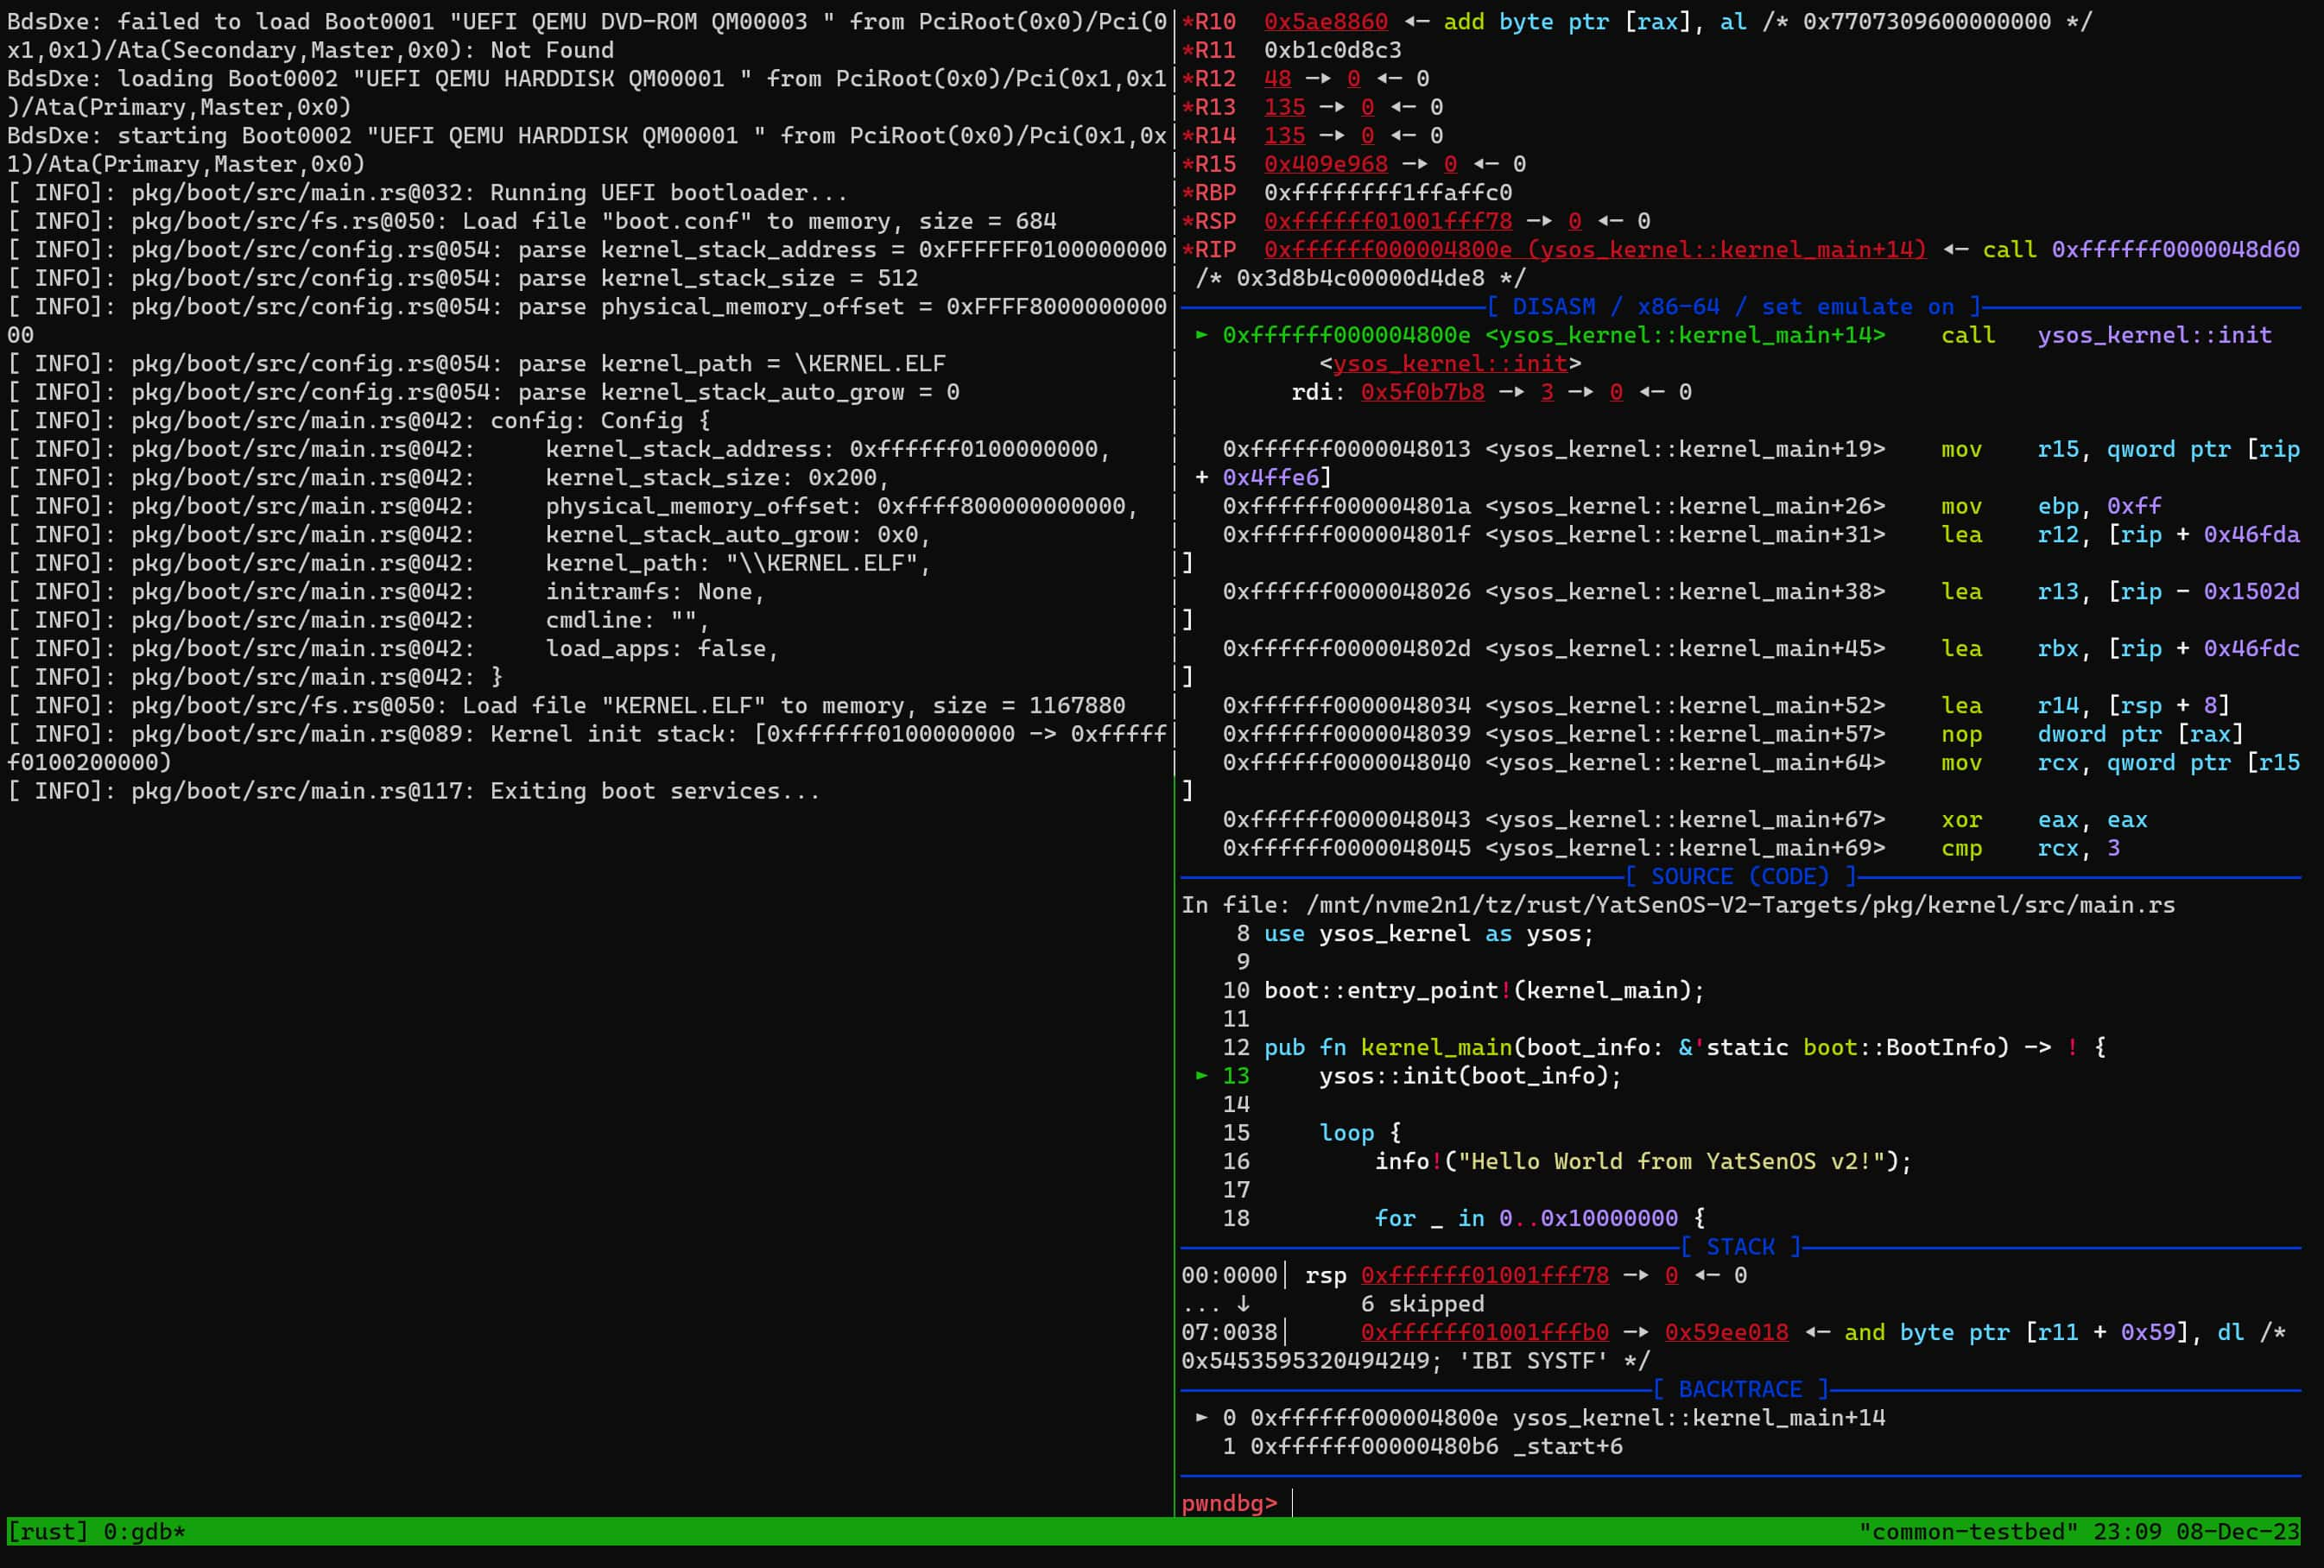 BdsDxe: failed to load Boot0001 "UEFI QEMU DVD-ROM QM00003 " from PciRoot(0x0)/Pci(0
x1,0x1)/Ata(Secondary,Master,0x0): Not Found
BdsDxe: loading Boot0002 "UEFI QEMU HARDDISK QM00001 " from PciRoot(0x0)/Pci(0x1,0x1
)/Ata(Primary,Master,0x0)
BdsDxe: starting Boot0002 "UEFI QEMU HARDDISK QM00001 " from PciRoot(0x0)/Pci(0x1,0x
1)/Ata(Primary,Master,0x0)
[ INFO]: pkg/boot/src/main.rs@032: Running UEFI bootloader...
[ INFO]: pkg/boot/src/fs.rs@050: Load file "boot.conf" to memory, size = 684
[ INFO]: pkg/boot/src/config.rs@054: parse kernel_stack_address = 0xFFFFFF0100000000
[ INFO]: pkg/boot/src/config.rs@054: parse kernel_stack_size = 512
[ INFO]: pkg/boot/src/config.rs@054: parse physical_memory_offset = 0xFFFF8000000000
00
[ INFO]: pkg/boot/src/config.rs@054: parse kernel_path = \KERNEL.ELF
[ INFO]: pkg/boot/src/config.rs@054: parse kernel_stack_auto_grow = 0
[ INFO]: pkg/boot/src/main.rs@042: config: Config {
[ INFO]: pkg/boot/src/main.rs@042:     kernel_stack_address: 0xffffff0100000000,
[ INFO]: pkg/boot/src/main.rs@042:     kernel_stack_size: 0x200,
[ INFO]: pkg/boot/src/main.rs@042:     physical_memory_offset: 0xffff800000000000,
[ INFO]: pkg/boot/src/main.rs@042:     kernel_stack_auto_grow: 0x0,
[ INFO]: pkg/boot/src/main.rs@042:     kernel_path: "\\KERNEL.ELF",
[ INFO]: pkg/boot/src/main.rs@042:     initramfs: None,
[ INFO]: pkg/boot/src/main.rs@042:     cmdline: "",
[ INFO]: pkg/boot/src/main.rs@042:     load_apps: false,
[ INFO]: pkg/boot/src/main.rs@042: }
[ INFO]: pkg/boot/src/fs.rs@050: Load file "KERNEL.ELF" to memory, size = 1167880
[ INFO]: pkg/boot/src/main.rs@089: Kernel init stack: [0xffffff0100000000 -> 0xfffff
f0100200000)
[ INFO]: pkg/boot/src/main.rs@117: Exiting boot services...
*R10  0x5ae8860 ◂— add byte ptr [rax], al /* 0x7707309600000000 */
*R11  0xb1c0d8c3
*R12  48 —▸ 0 ◂— 0
*R13  135 —▸ 0 ◂— 0
*R14  135 —▸ 0 ◂— 0
*R15  0x409e968 —▸ 0 ◂— 0
*RBP  0xffffffff1ffaffc0
*RSP  0xffffff01001fff78 —▸ 0 ◂— 0
*RIP  0xffffff000004800e (ysos_kernel::kernel_main+14) ◂— call 0xffffff0000048d60
/* 0x3d8b4c00000d4de8 */
[ DISASM / x86-64 / set emulate on ]
► 0xffffff000004800e <ysos_kernel::kernel_main+14>    call   ysos_kernel::init
<ysos_kernel::init>
rdi: 0x5f0b7b8 —▸ 3 —▸ 0 ◂— 0
0xffffff0000048013 <ysos_kernel::kernel_main+19>    mov    r15, qword ptr [rip
+ 0x4ffe6]
0xffffff000004801a <ysos_kernel::kernel_main+26>    mov    ebp, 0xff
0xffffff000004801f <ysos_kernel::kernel_main+31>    lea    r12, [rip + 0x46fda
]
0xffffff0000048026 <ysos_kernel::kernel_main+38>    lea    r13, [rip - 0x1502d
]
0xffffff000004802d <ysos_kernel::kernel_main+45>    lea    rbx, [rip + 0x46fdc
]
0xffffff0000048034 <ysos_kernel::kernel_main+52>    lea    r14, [rsp + 8]
0xffffff0000048039 <ysos_kernel::kernel_main+57>    nop    dword ptr [rax]
0xffffff0000048040 <ysos_kernel::kernel_main+64>    mov    rcx, qword ptr [r15
]
0xffffff0000048043 <ysos_kernel::kernel_main+67>    xor    eax, eax
0xffffff0000048045 <ysos_kernel::kernel_main+69>    cmp    rcx, 3
[ SOURCE (CODE) ]
In file: /mnt/nvme2n1/tz/rust/YatSenOS-V2-Targets/pkg/kernel/src/main.rs
8 use ysos_kernel as ysos;
9
10 boot::entry_point!(kernel_main);
11
12 pub fn kernel_main(boot_info: &'static boot::BootInfo) -> ! {
► 13     ysos::init(boot_info);
14
15     loop {
16         info!("Hello World from YatSenOS v2!");
17
18         for _ in 0..0x10000000 {
[ STACK ]
00:0000│ rsp 0xffffff01001fff78 —▸ 0 ◂— 0
... ↓        6 skipped
07:0038│     0xffffff01001fffb0 —▸ 0x59ee018 ◂— and byte ptr [r11 + 0x59], dl /*
0x5453595320494249; 'IBI SYSTF' */
[ BACKTRACE ]
► 0 0xffffff000004800e ysos_kernel::kernel_main+14
1 0xffffff00000480b6 _start+6
pwndbg>
[rust] 0:gdb*
"common-testbed" 23:09 08-Dec-23